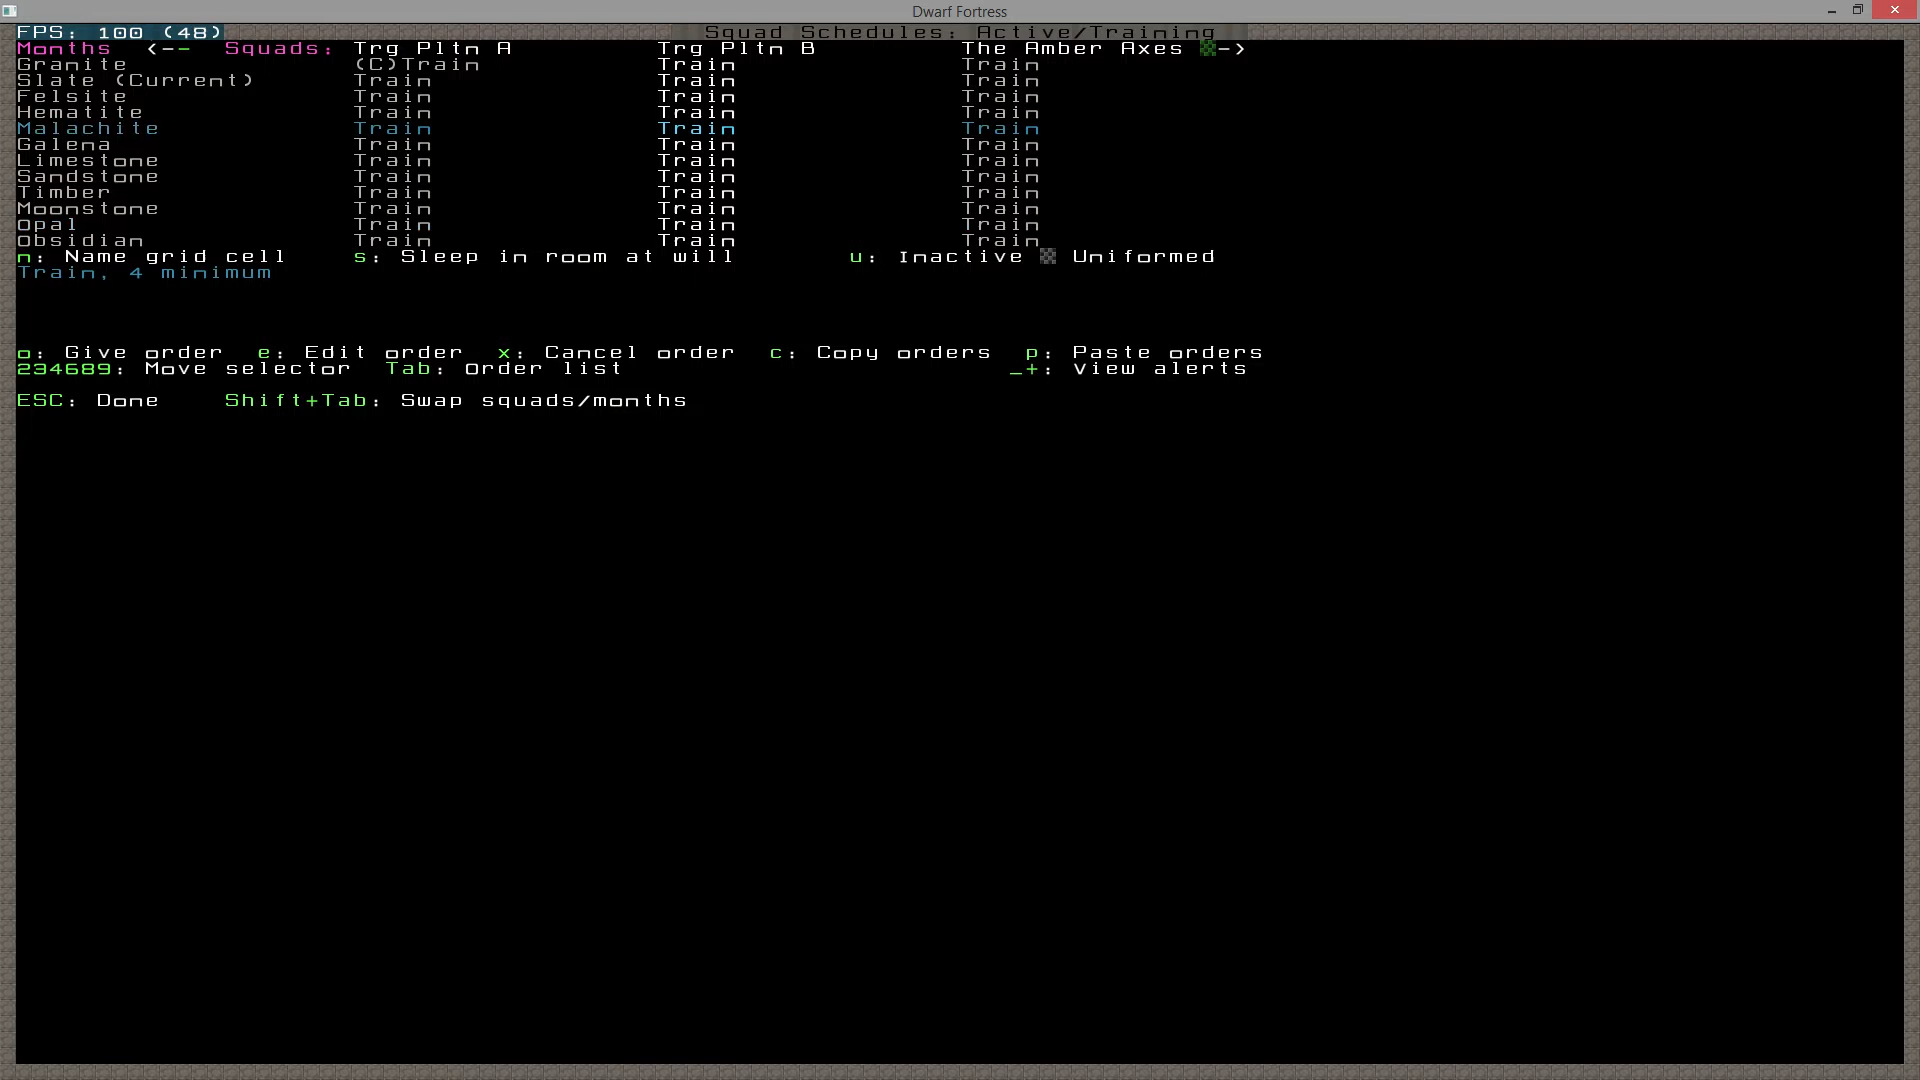 Dwarf Fortress
FPS: 100 (48) Squad Schedules: Active/Training
Months <-- Squads: Trg Pltn A Trg Pltn B The Amber Axes -->
Granite (C)Train Train Train
Slate (Current) Train Train Train
Felsite Train Train Train
Hematite Train Train Train
Malachite Train Train Train
Galena Train Train Train
Limestone Train Train Train
Sandstone Train Train Train
Timber Train Train Train
Moonstone Train Train Train
Opal Train Train Train
Obsidian Train Train Train
n: Name grid cell s: Sleep in room at will u: Inactive = Uniformed
Train, 4 minimum
o: Give order e: Edit order x: Cancel order c: Copy orders p: Paste orders
234689: Move selector Tab: Order list _+: View alerts
ESC: Done Shift+Tab: Swap squads/months